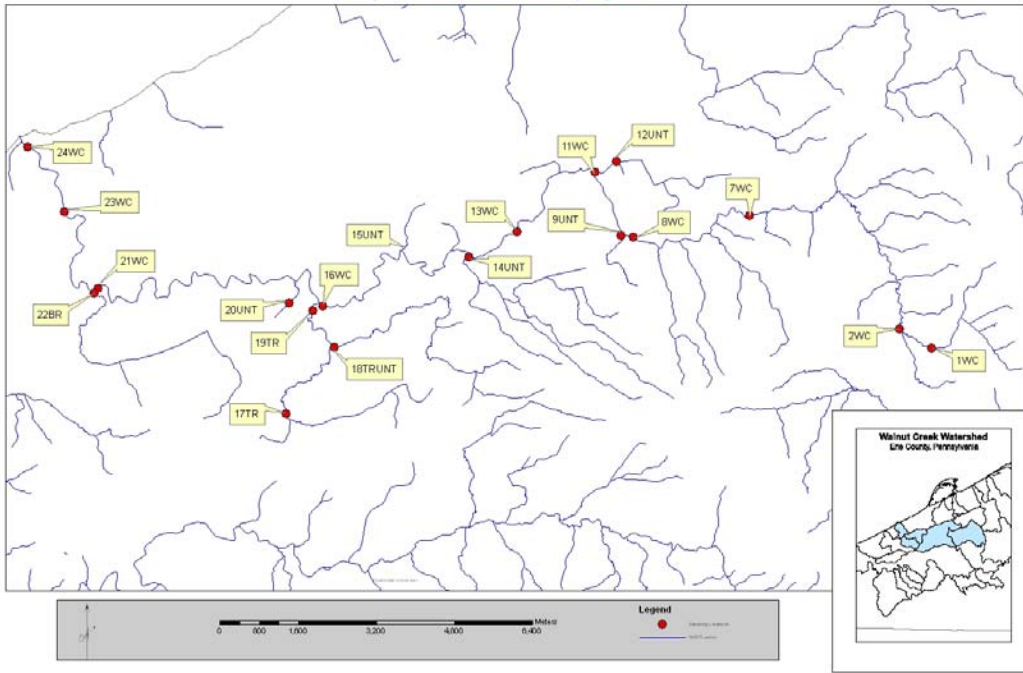 24WC
23WC
21WC
22BR
20UNT
19TR
16WC
15UNT
18TRUNT
17TR
13WC
14UNT
11WC
12UNT
9UNT
8WC
7WC
2WC
1WC
Walnut Creek Watershed
Erie County, Pennsylvania
Legend
Meters
0 800 1,600 3,200 4,800 6,400